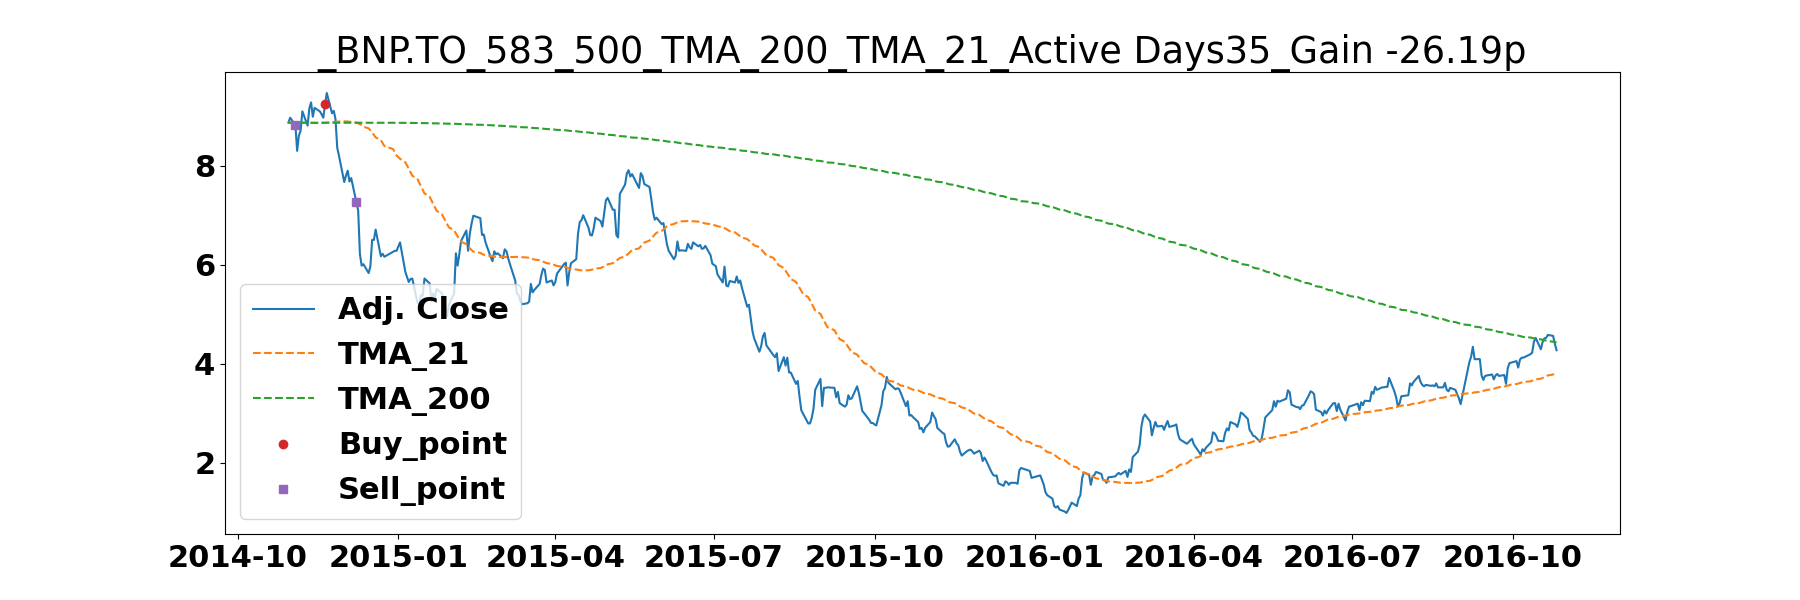 _BNP.TO_583_500_TMA_200_TMA_21_Active Days35_Gain -26.19p
8
6
4
2
Adj. Close
TMA_21
TMA_200
Buy_point
Sell_point
2014-10 2015-01 2015-04 2015-07 2015-10 2016-01 2016-04 2016-07 2016-10